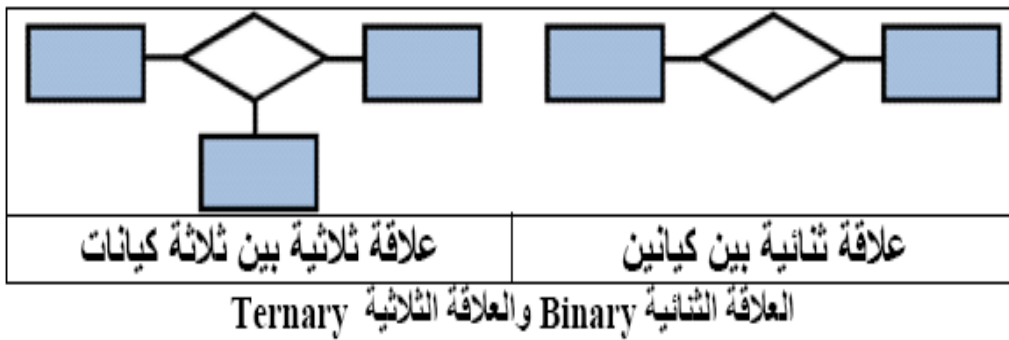 علاقة ثنائية بين كيانين
علاقة ثلاثية بين ثلاثة كيانات
العلاقة الثنائية Binary والعلاقة الثلاثية Ternary